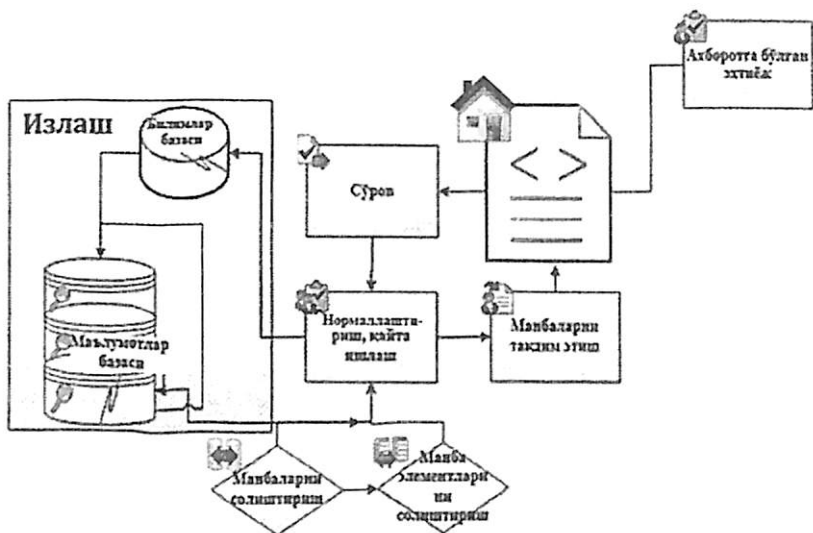 Ахборотга бўлган
эҳтиёж
Излаш
Билимлар
базаси
Сўров
Маълумотлар
базаси
Нормаллашти-
риш, қайта
ишлаш
Манбаларни
тақдим этиш
Манбаларни
солиштириш
Манба
элементлари
ни
солиштириш